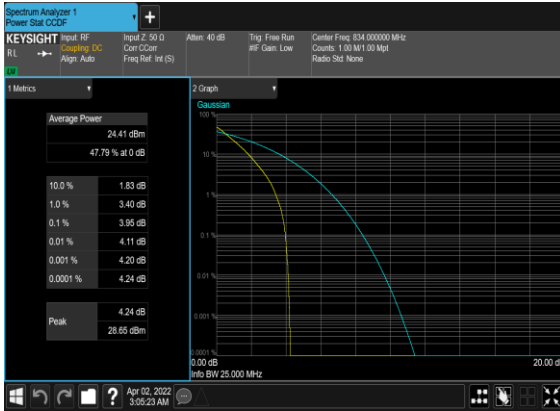 Spectrum Analyzer 1
Power Stat CCDF
+
KEYSIGHT
RL
Input: RF
Coupling: DC
Align: Auto
Input Z: 50 Ω
Corr CCorr
Freq Ref: Int (S)
Atten: 40 dB
Trig: Free Run
#IF Gain: Low
Center Freq: 834.000000 MHz
Counts: 1.00 M/1.00 Mpt
Radio Std: None
1 Metrics
Average Power
24.41 dBm
47.79 % at 0 dB
10.0 % 1.83 dB
1.0 % 3.40 dB
0.1 % 3.95 dB
0.01 % 4.11 dB
0.001 % 4.20 dB
0.0001 % 4.24 dB
Peak
4.24 dB
28.65 dBm
2 Graph
Gaussian
100 %
10 %
1 %
0.1 %
0.01 %
0.001 %
0.0001 %
0.00 dB
20.00
Info BW 25.000 MHz
?
Apr 02, 2022
3:05:23 AM